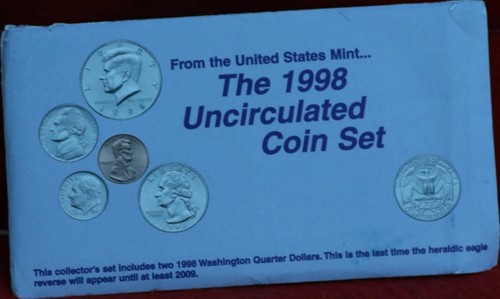 From the United States Mint...
The 1998
Uncirculated
Coin Set
This collector's set includes two 1998 Washington Quarter Dollars. This is the last time the heraldic eagle
reverse will appear until at least 2009.